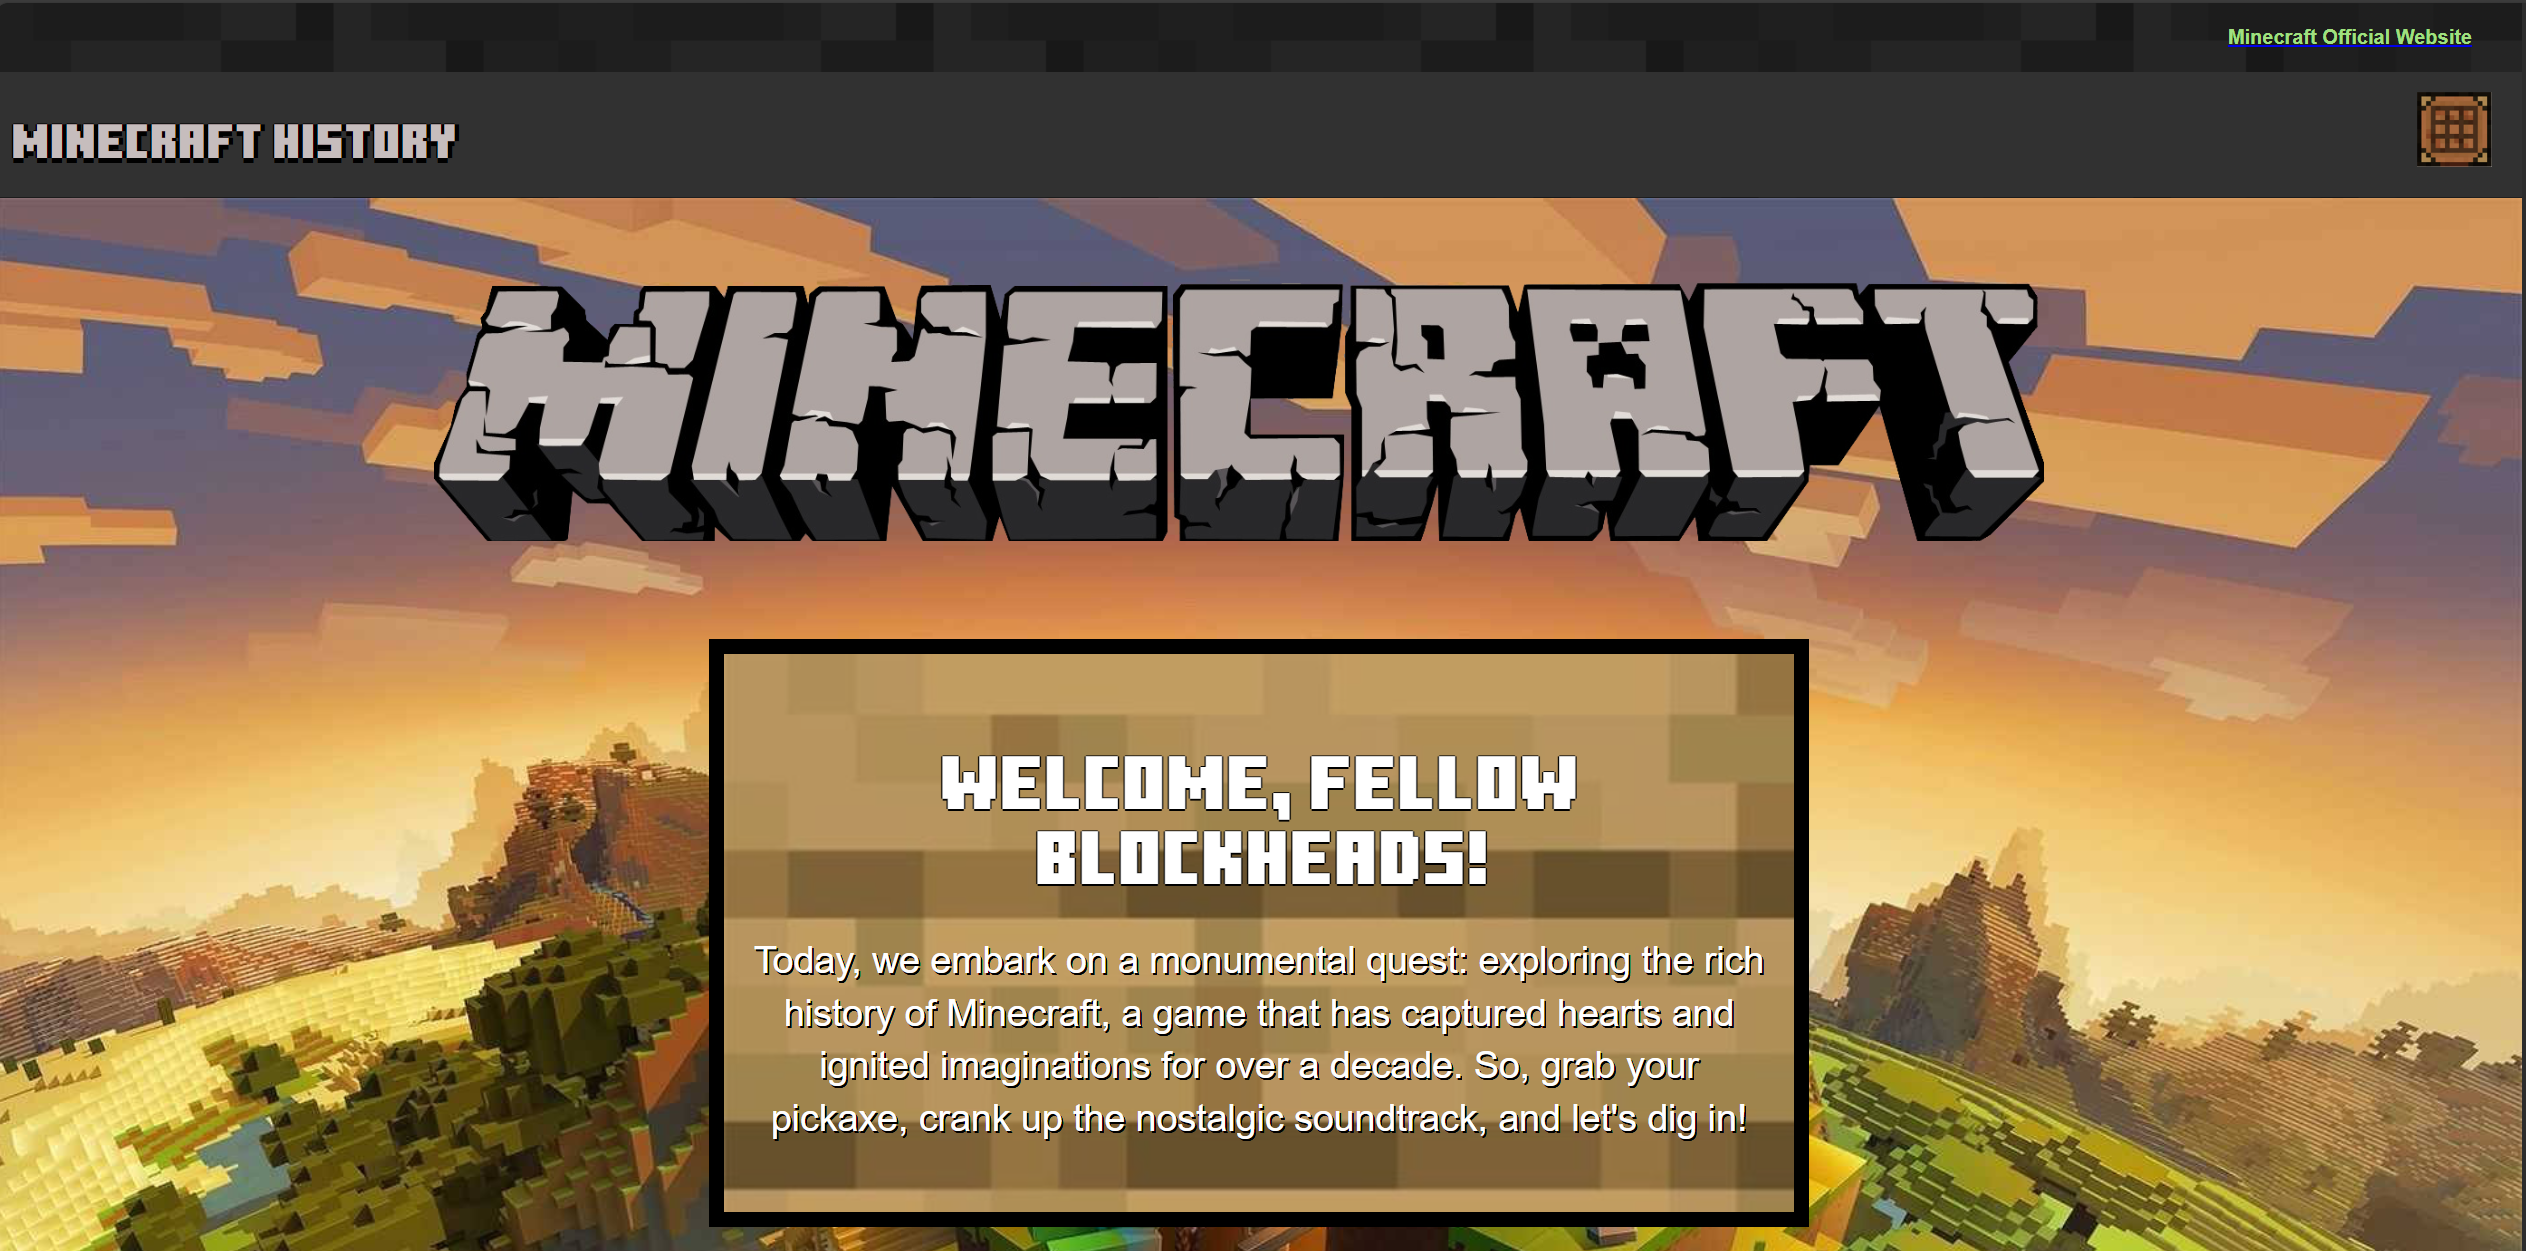 Minecraft Official Website
MINECRAFT HISTORY
MINECRAFT
WELCOME, FELLOW
BLOCKHEADS!
Today, we embark on a monumental quest: exploring the rich
history of Minecraft, a game that has captured hearts and
ignited imaginations for over a decade. So, grab your
pickaxe, crank up the nostalgic soundtrack, and let's dig in!